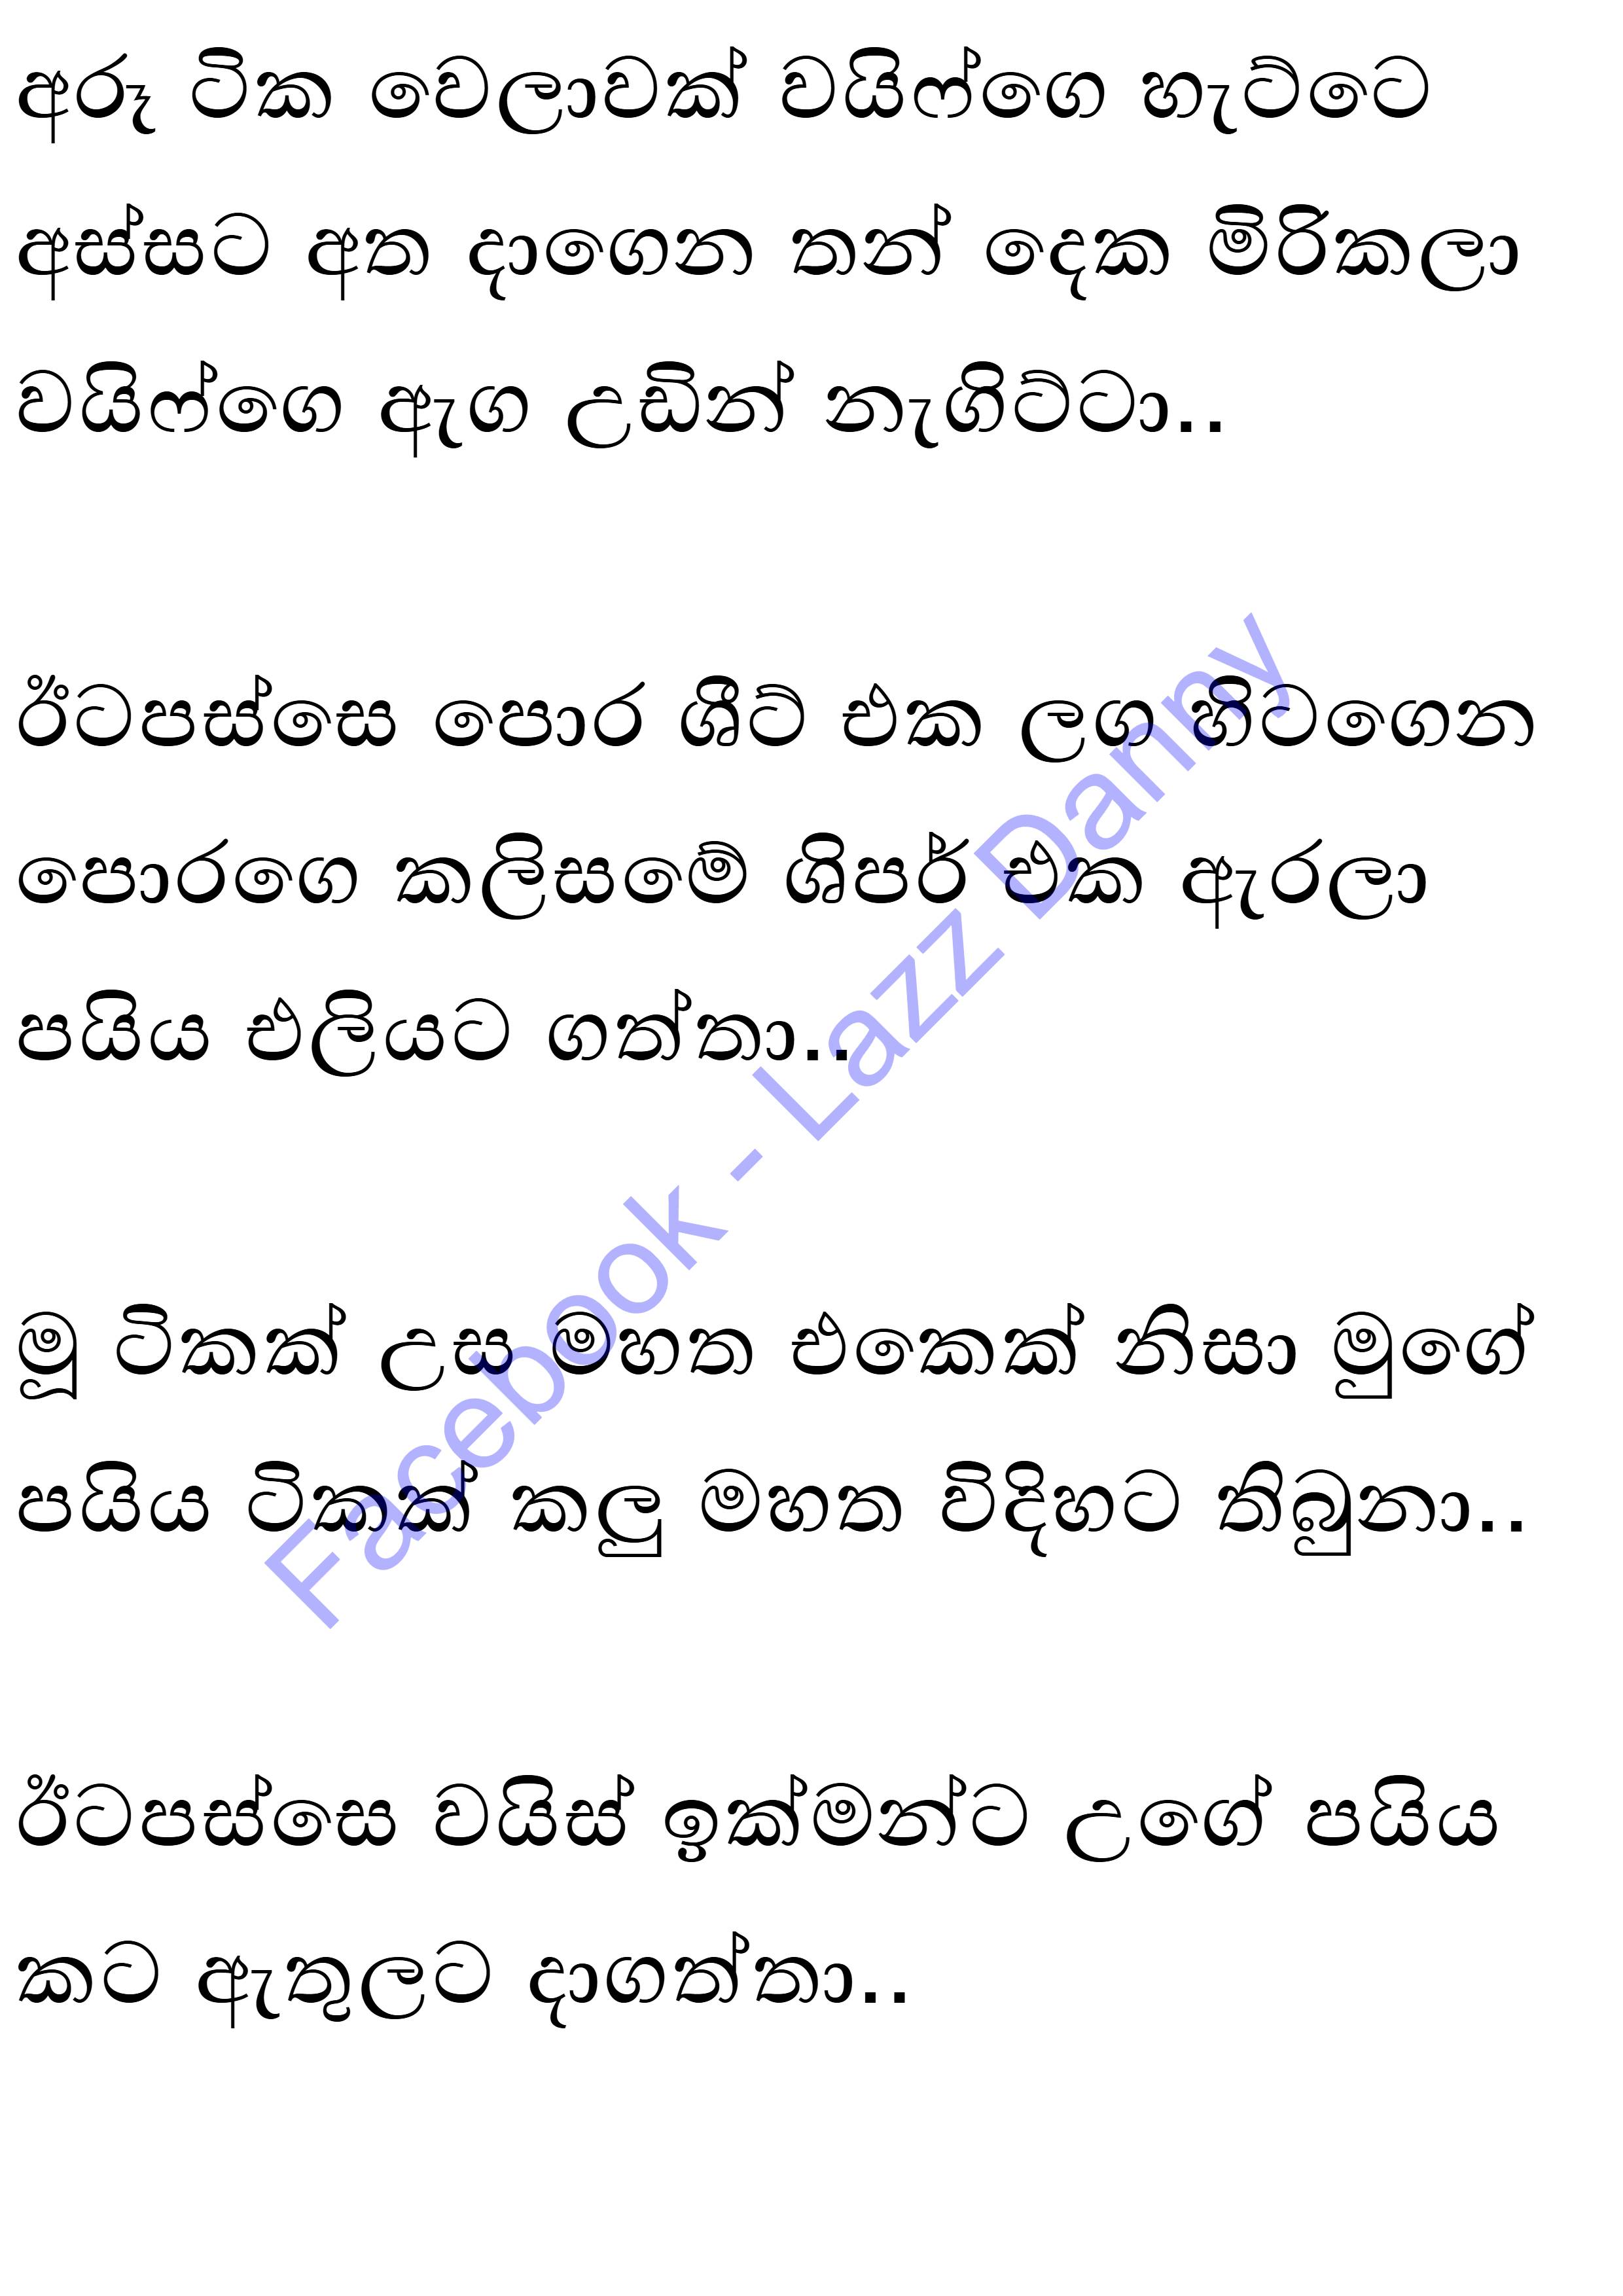 අරූ ටික වෙලාවක් වයිෆ්ගෙ හැට්ටෙ
අස්සට අත දාගෙන තන් දෙක මිරිකලා
වයිෆ්ගෙ ඇග උඩින් නැගිට්ටා..
ඊටපස්සෙ පොර ශීට් එක ලග හිටගෙන
පොරගෙ කලිසමේ ශිපර් එක ඇරලා
පයිය එලියට ගත්තා..
මූ ටිකක් උස මහත එකෙක් නිසා මුගේ
පයිය ටිකක් කලු මහත විදිහට තිබුනා..
ඊටපස්සෙ වයිස් ඉක්මන්ට උගේ පයිය
කට ඇතුලට දාගත්තා..
Facebook - Lazz Danny